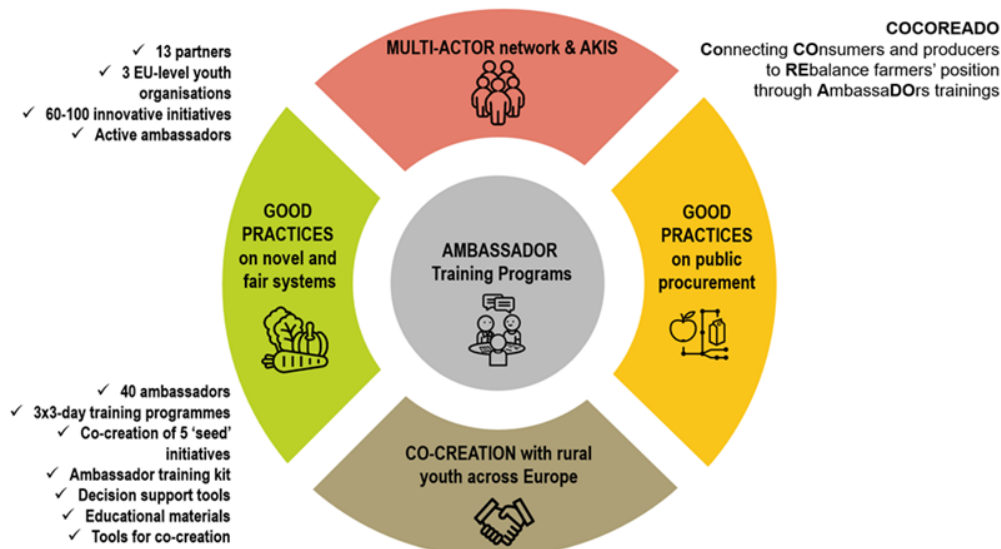 ✓ 13 partners
✓ 3 EU-level youth
organisations
✓ 60-100 innovative initiatives
✓ Active ambassadors
MULTI-ACTOR network & AKIS
COCOREADO
Connecting COnsumers and producers
to REbalance farmers' position
through AmbassaDOrs trainings
GOOD
PRACTICES
on novel and
fair systems
AMBASSADOR
Training Programs
GOOD
PRACTICES
on public
procurement
✓ 40 ambassadors
✓ 3x3-day training programmes
✓ Co-creation of 5 ‘seed’
initiatives
✓ Ambassador training kit
✓ Decision support tools
✓ Educational materials
✓ Tools for co-creation
CO-CREATION with rural
youth across Europe